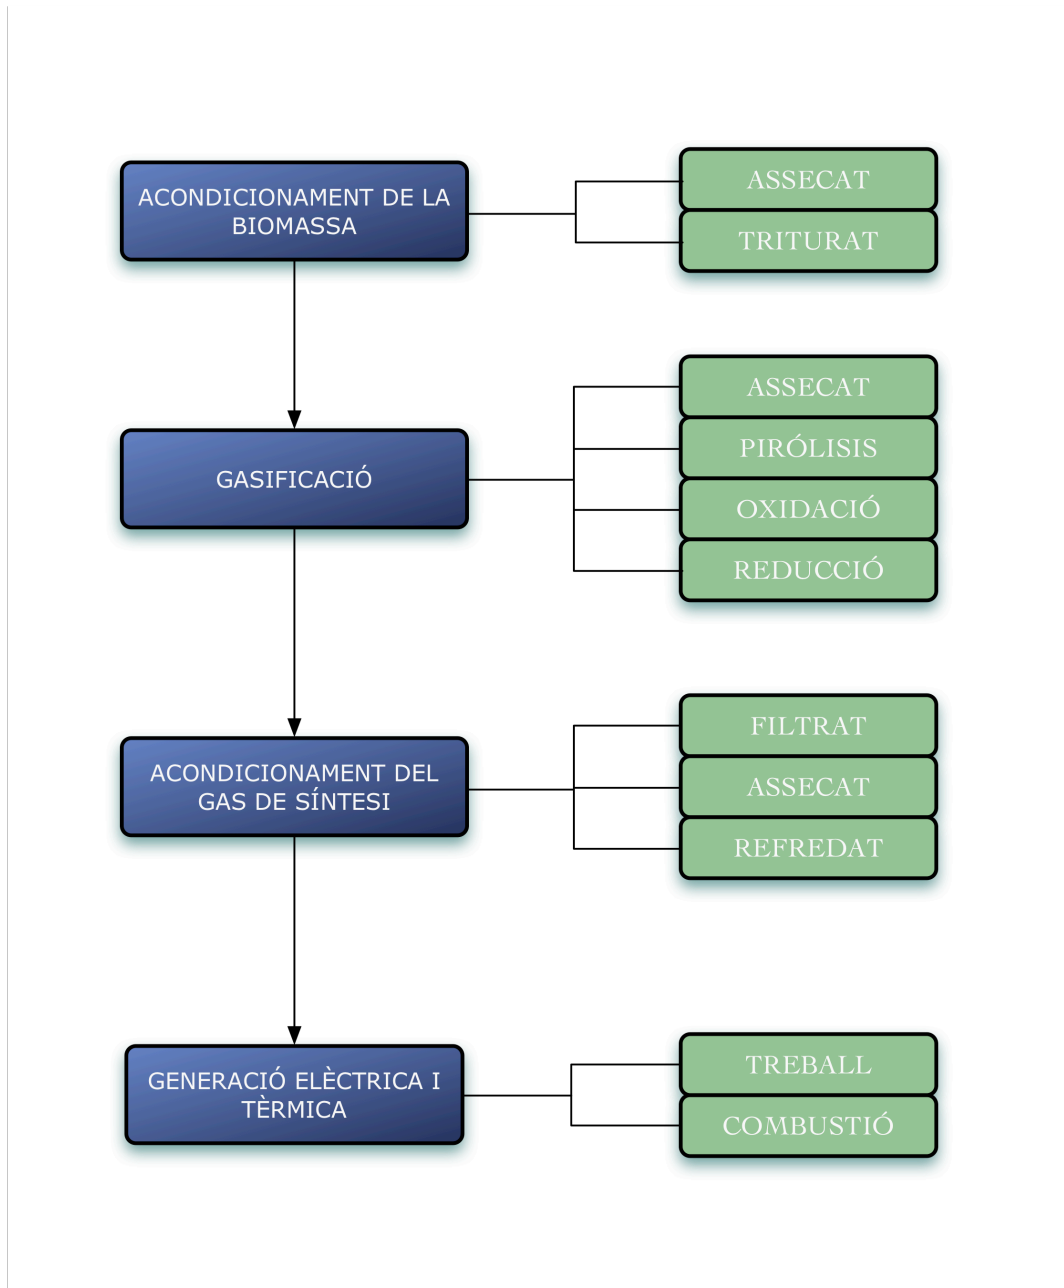 ACONDICIONAMENT DE LA
BIOMASSA
ASSECAT
TRITURAT
GASIFICACIÓ
ASSECAT
PIRÓLISIS
OXIDACIÓ
REDUCCIÓ
ACONDICIONAMENT DEL
GAS DE SÍNTESI
FILTRAT
ASSECAT
REFREDAT
GENERACIÓ ELÈCTRICA I
TÈRMICA
TREBALL
COMBUSTIÓ